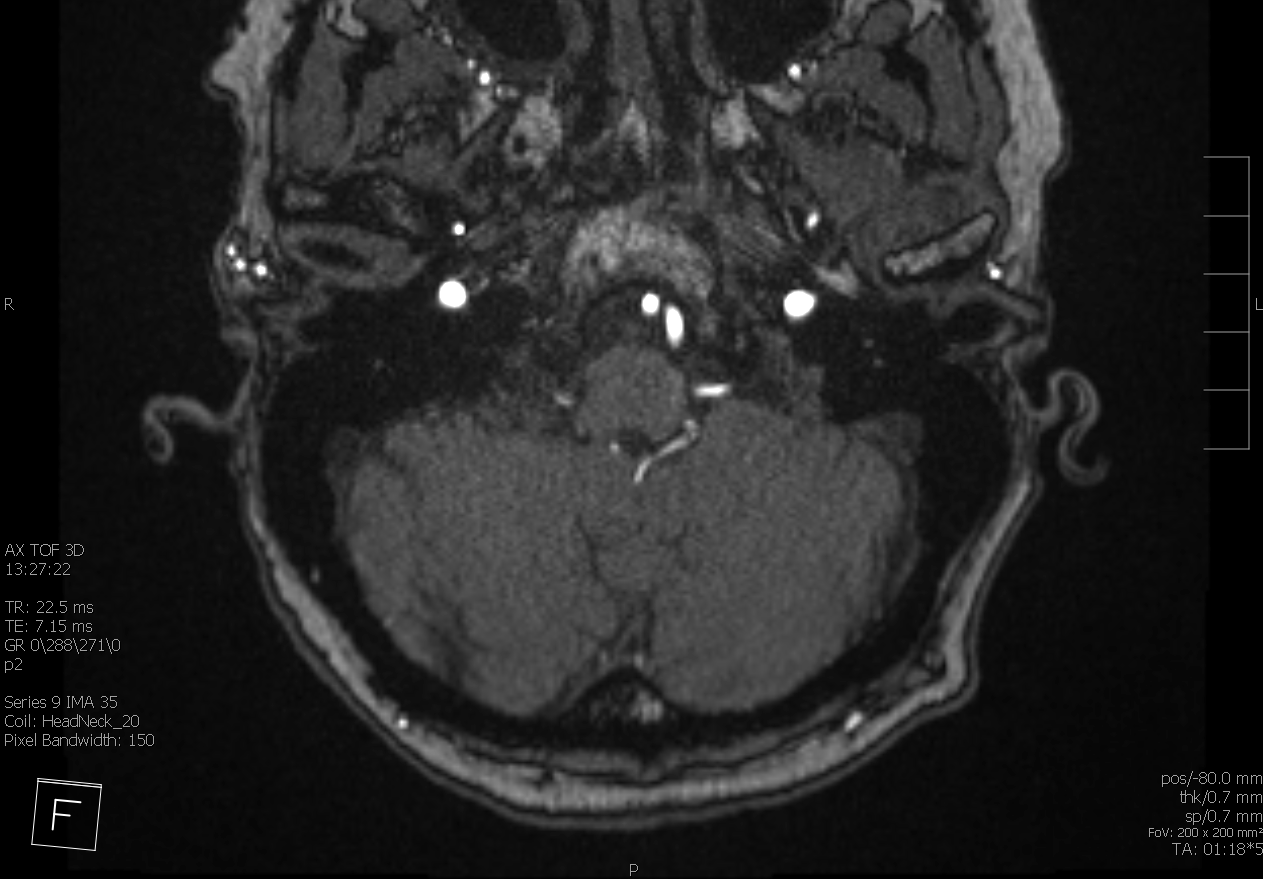 R
L
AX TOF 3D
13:27:22
TR: 22.5 ms
TE: 7.15 ms
GR 0\288\271\0
p2
Series 9 IMA 35
Coil: HeadNeck_20
Pixel Bandwidth: 150
F
pos/-80.0 mm
thk/0.7 mm
sp/0.7 mm
FoV: 200 x 200 mm²
TA: 01:18*5
P